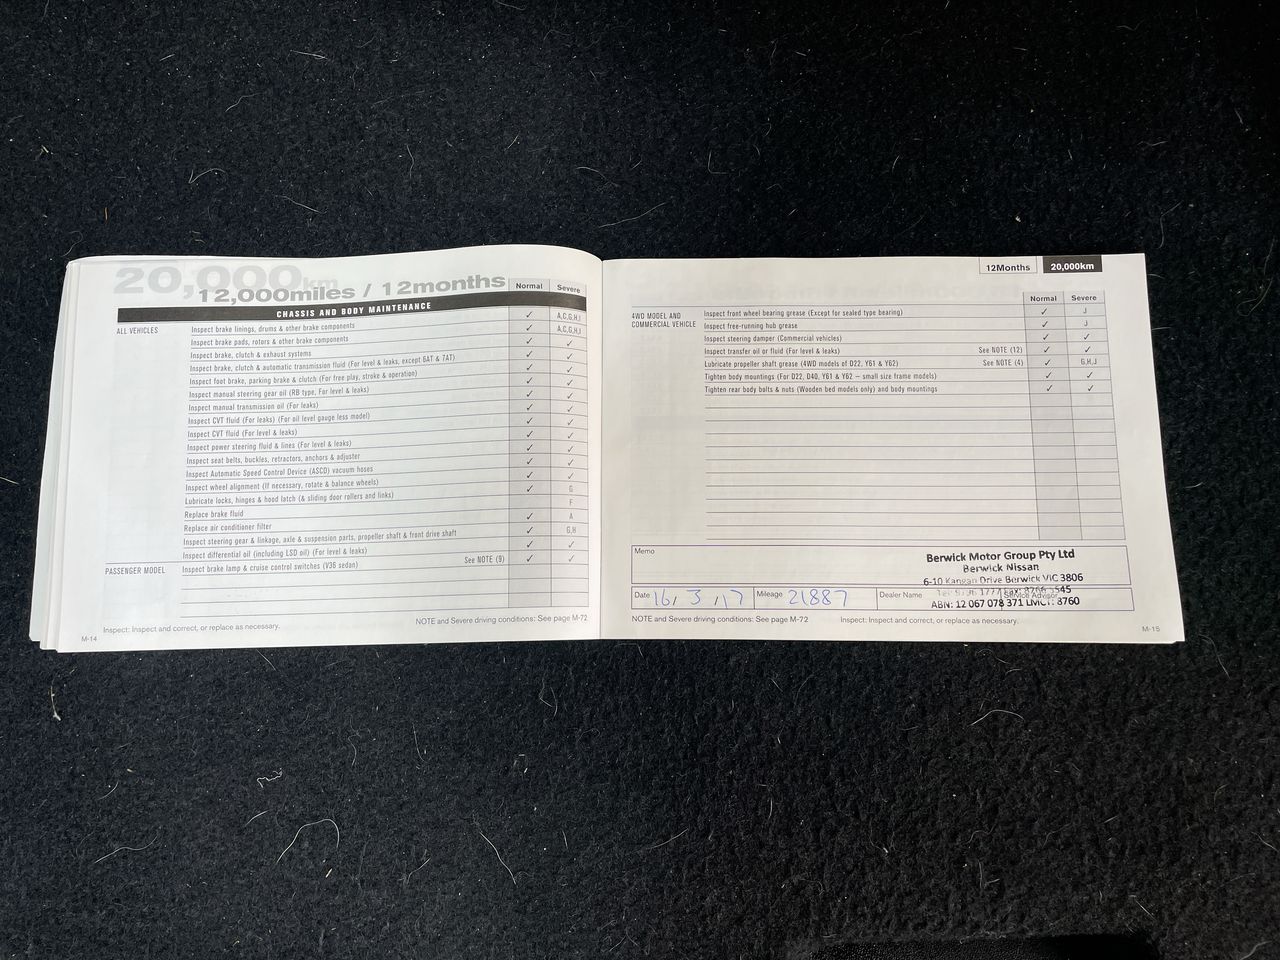 20,000km
12,000miles / 12months
Normal Severe
CHASSIS AND BODY MAINTENANCE
ALL VEHICLES
Inspect brake linings, drums & other brake components ✓ A,C,G,H,I
Inspect brake pads, rotors & other brake components ✓ A,C,G,H,I
Inspect brake, clutch & exhaust systems ✓ ✓
Inspect brake, clutch & automatic transmission fluid (For level & leaks, except 6AT & 7AT) ✓ ✓
Inspect foot brake, parking brake & clutch (For free play, stroke & operation) ✓ ✓
Inspect manual steering gear oil (RB type, For level & leaks) ✓ ✓
Inspect manual transmission oil (For leaks) ✓ ✓
Inspect CVT fluid (For leaks) (For oil level gauge less model) ✓ ✓
Inspect CVT fluid (For level & leaks) ✓ ✓
Inspect power steering fluid & lines (For level & leaks) ✓ ✓
Inspect seat belts, buckles, retractors, anchors & adjuster ✓ ✓
Inspect Automatic Speed Control Device (ASCD) vacuum hoses ✓ ✓
Inspect wheel alignment (If necessary, rotate & balance wheels) ✓ ✓
Lubricate locks, hinges & hood latch (& sliding door rollers and links) ✓ G
Replace brake fluid F
Replace air conditioner filter ✓ A
Inspect steering gear & linkage, axle & suspension parts, propeller shaft & front drive shaft ✓ G,H
Inspect differential oil (including LSD oil) (For level & leaks) ✓ ✓
PASSENGER MODEL Inspect brake lamp & cruise control switches (V36 sedan) See NOTE (9) ✓ ✓
Inspect: Inspect and correct, or replace as necessary. NOTE and Severe driving conditions: See page M-72
M-14
12Months 20,000km
Normal Severe
4WD MODEL AND
COMMERCIAL VEHICLE
Inspect front wheel bearing grease (Except for sealed type bearing) ✓ J
Inspect free-running hub grease ✓ J
Inspect steering damper (Commercial vehicles) ✓ ✓
Inspect transfer oil or fluid (For level & leaks) See NOTE (12) ✓ ✓
Lubricate propeller shaft grease (4WD models of D22, Y61 & Y62) See NOTE (4) ✓ G,H,J
Tighten body mountings (For D22, D40, Y61 & Y62 – small size frame models) ✓ ✓
Tighten rear body bolts & nuts (Wooden bed models only) and body mountings ✓ ✓
Memo
Berwick Motor Group Pty Ltd
Berwick Nissan
6-10 Kangan Drive Berwick VIC 3806
ABN: 12 067 078 371 LMCT: 8760
Date 16/ 3 /17 Mileage 21887 Dealer Name Service Advisor
NOTE and Severe driving conditions: See page M-72 Inspect: Inspect and correct, or replace as necessary.
M-15